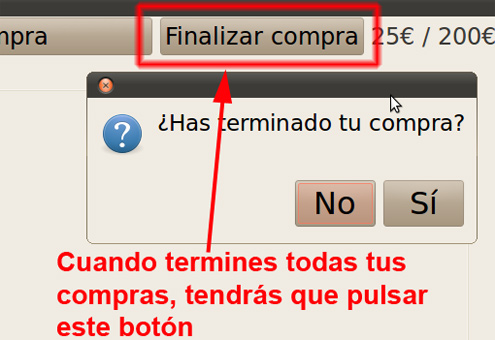 Finalizar compra 25€ / 200€
¿Has terminado tu compra?
No Sí
Cuando termines todas tus
compras, tendrás que pulsar
este botón